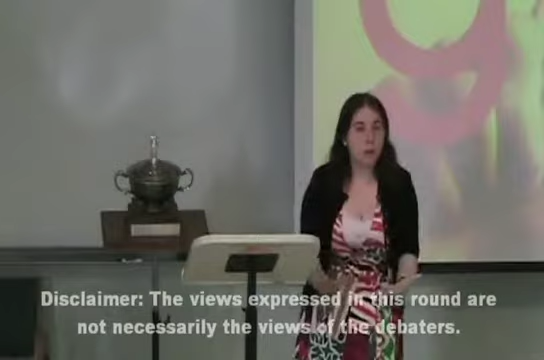 Disclaimer: The views expressed in this round are
not necessarily the views of the debaters.